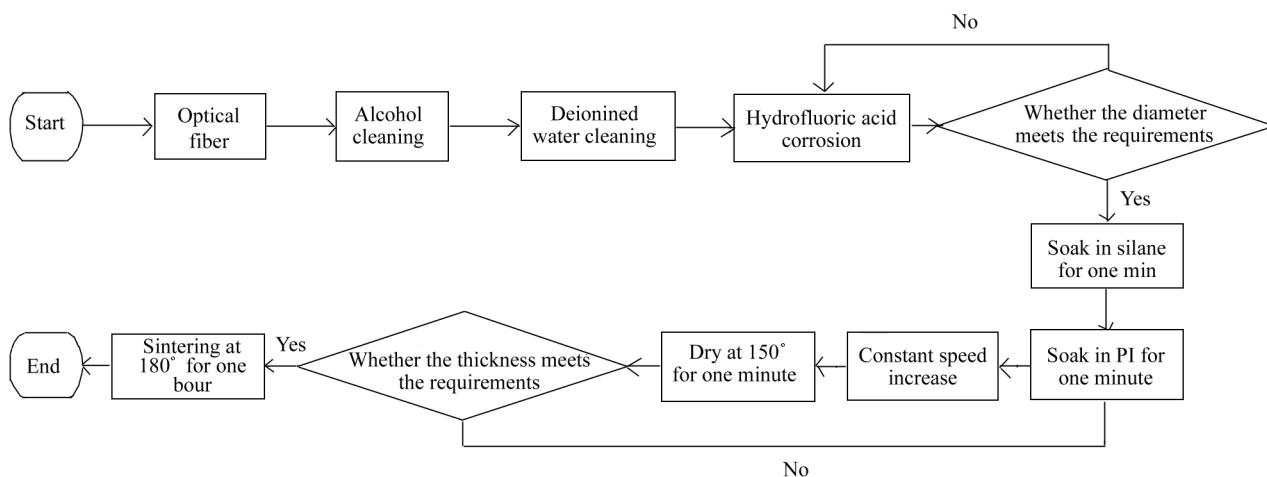 No
Start
Optical
fiber
Alcohol
cleaning
Deionined
water cleaning
Hydrofluoric acid
corrosion
Whether the diameter
meets the requirements
Yes
Soak in silane
for one min
Soak in PI for
one minute
Constant speed
increase
Dry at 150°
for one minute
Whether the thickness meets
the requirements
Yes
Sintering at
180° for one
bour
End
No